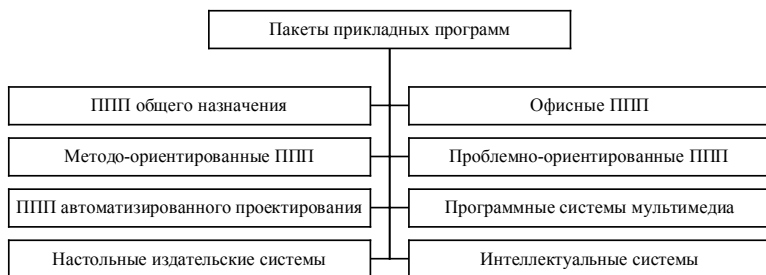 Пакеты прикладных программ
ППП общего назначения
Офисные ППП
Методо-ориентированные ППП
Проблемно-ориентированные ППП
ППП автоматизированного проектирования
Программные системы мультимедиа
Настольные издательские системы
Интеллектуальные системы